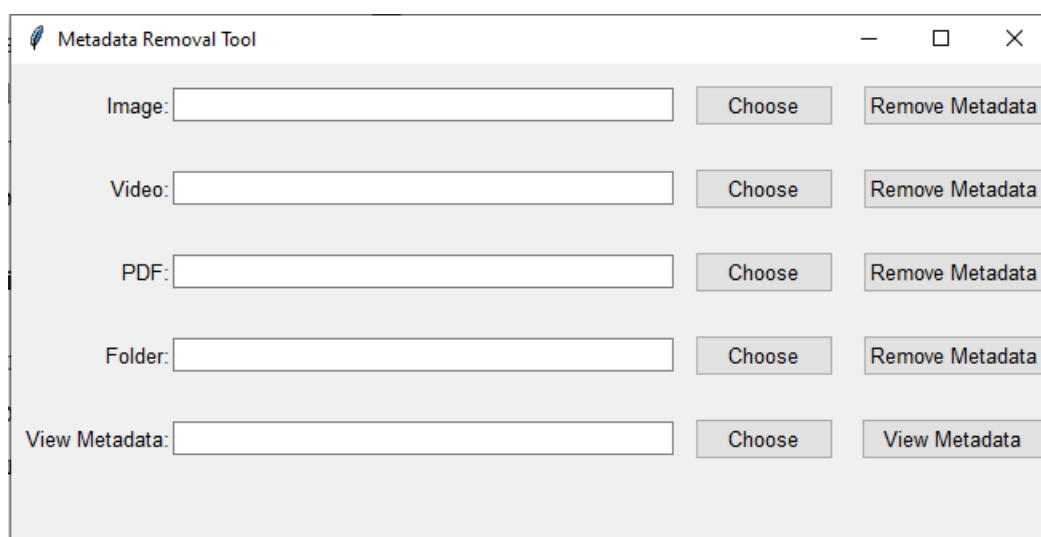 Metadata Removal Tool
Image: Choose Remove Metadata
Video: Choose Remove Metadata
PDF: Choose Remove Metadata
Folder: Choose Remove Metadata
View Metadata: Choose View Metadata